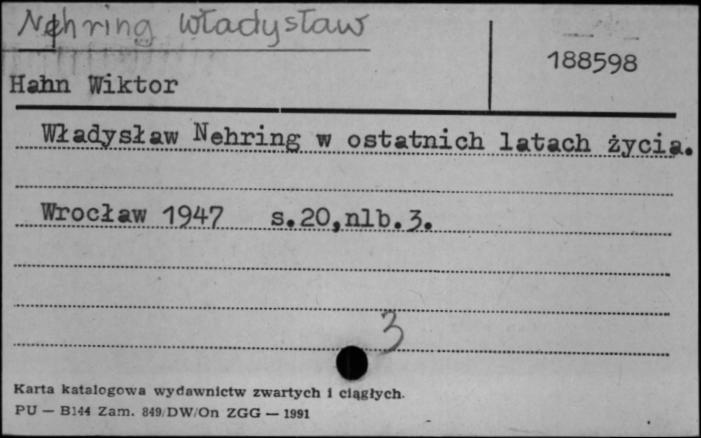 Nehring Władysław
188598
Hahn Wiktor
Władysław Nehring w ostatnich latach życia.
Wrocław 1947 s.20,nlb.3.
3
Karta katalogowa wydawnictw zwartych i ciągłych.
PU — B144 Zam. 849/DW/On ZGG — 1991